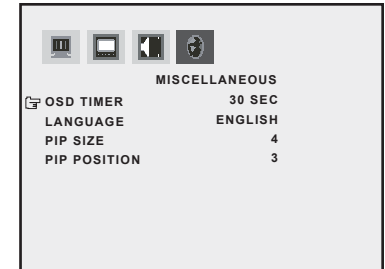 MISCELLANEOUS
OSD TIMER 30 SEC
LANGUAGE ENGLISH
PIP SIZE 4
PIP POSITION 3